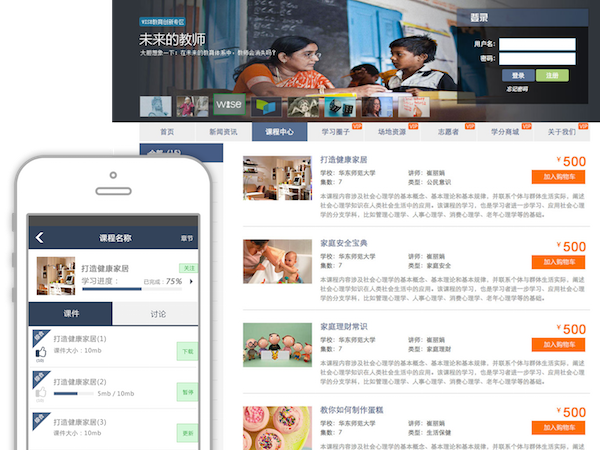 VIIS教育创新专区
未来的教师
大胆想象一下：在未来的教育体系中，教师会消失吗？
登录
用户名：
密码：
登录
注册
忘记密码
wise
首页
新闻资讯
课程中心
学习圈子
VIP
场地资源
VIP
志愿者
VIP
学分商城
VIP
关于我们
VIP
打造健康家居
学校：华东师范大学
讲师：崔丽娟
集数：7
类型：公民意识
本课程内容涉及社会心理学的基本概念、基本理论和基本规律，并联系个体与群体生活实际，阐述
社会心理学知识在人类社会生活中的应用。该课程的学习，也是学习者进一步学习、应用社会心理
学的分支学科，比如管理心理学、人事心理学、消费心理学、老年心理学等等的基础。
¥500
加入购物车
家庭安全宝典
学校：华东师范大学
讲师：崔丽娟
集数：7
类型：家庭安全
本课程内容涉及社会心理学的基本概念、基本理论和基本规律，并联系个体与群体生活实际，阐述
社会心理学知识在人类社会生活中的应用。该课程的学习，也是学习者进一步学习、应用社会心理
学的分支学科，比如管理心理学、人事心理学、消费心理学、老年心理学等等的基础。
¥500
加入购物车
家庭理财常识
学校：华东师范大学
讲师：崔丽娟
集数：7
类型：家庭理财
本课程内容涉及社会心理学的基本概念、基本理论和基本规律，并联系个体与群体生活实际，阐述
社会心理学知识在人类社会生活中的应用。该课程的学习，也是学习者进一步学习、应用社会心理
学的分支学科，比如管理心理学、人事心理学、消费心理学、老年心理学等等的基础。
¥500
加入购物车
教你如何制作蛋糕
学校：华东师范大学
讲师：崔丽娟
集数：7
类型：生活保健
本课程内容涉及社会心理学的基本概念、基本理论和基本规律，并联系个体与群体生活实际，阐述
¥500
加入购物车
课程名称
章节
打造健康家居
关注
学习进度：
已完成：75%
课件
讨论
打造健康家居(1)
课件大小：10mb
下载
打造健康家居(2)
5mb / 10mb
暂停
打造健康家居(3)
课件大小：10mb
更新